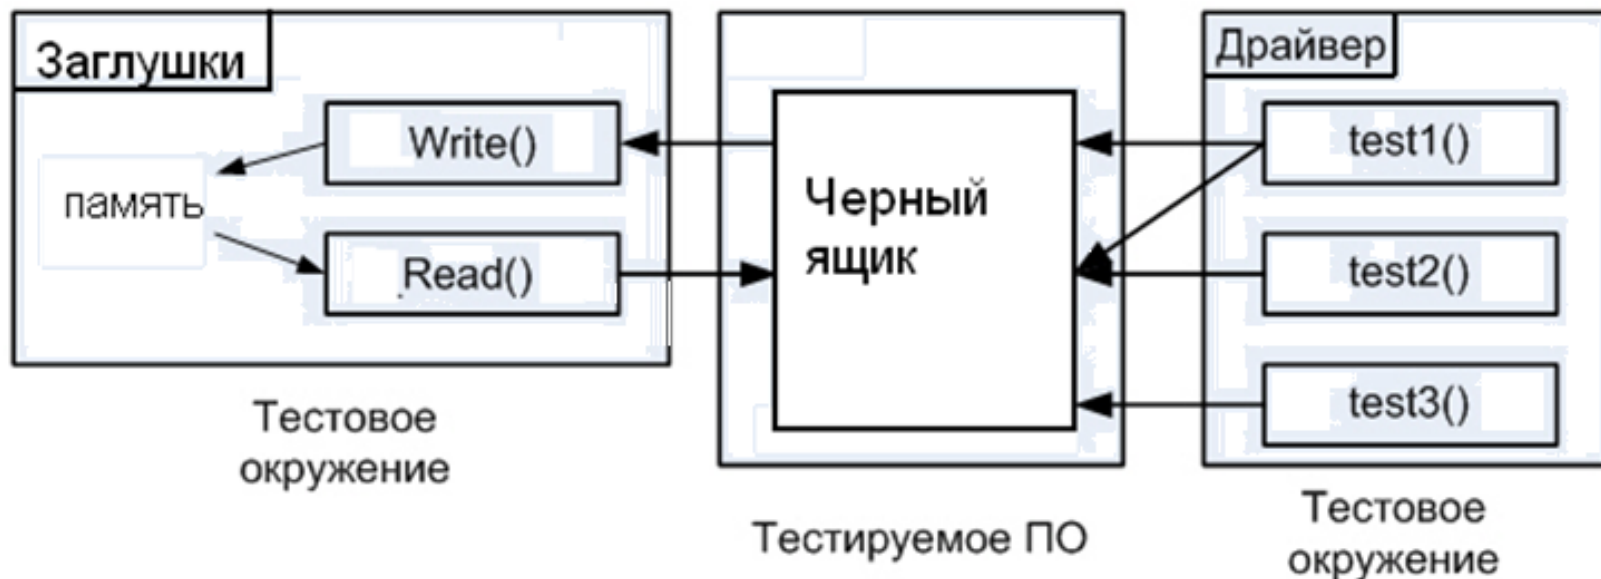 Заглушки
Write()
память
Read()
Тестовое
окружение
Черный
ящик
Тестируемое ПО
Драйвер
test1()
test2()
test3()
Тестовое
окружение